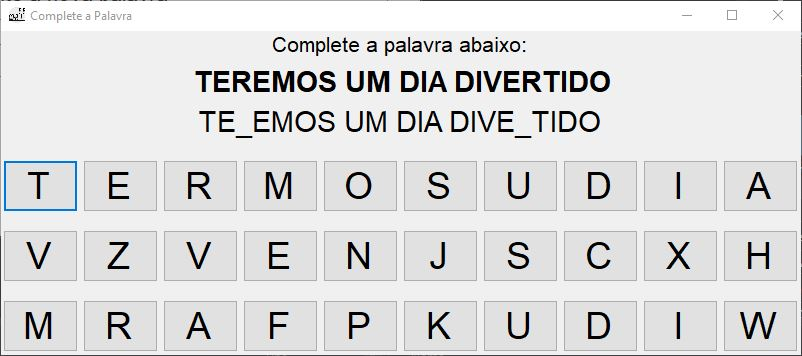 Complete a Palavra
Complete a palavra abaixo:
TEREMOS UM DIA DIVERTIDO
TE_EMOS UM DIA DIVE_TIDO
T E R M O S U D I A
V Z V E N J S C X H
M R A F P K U D I W